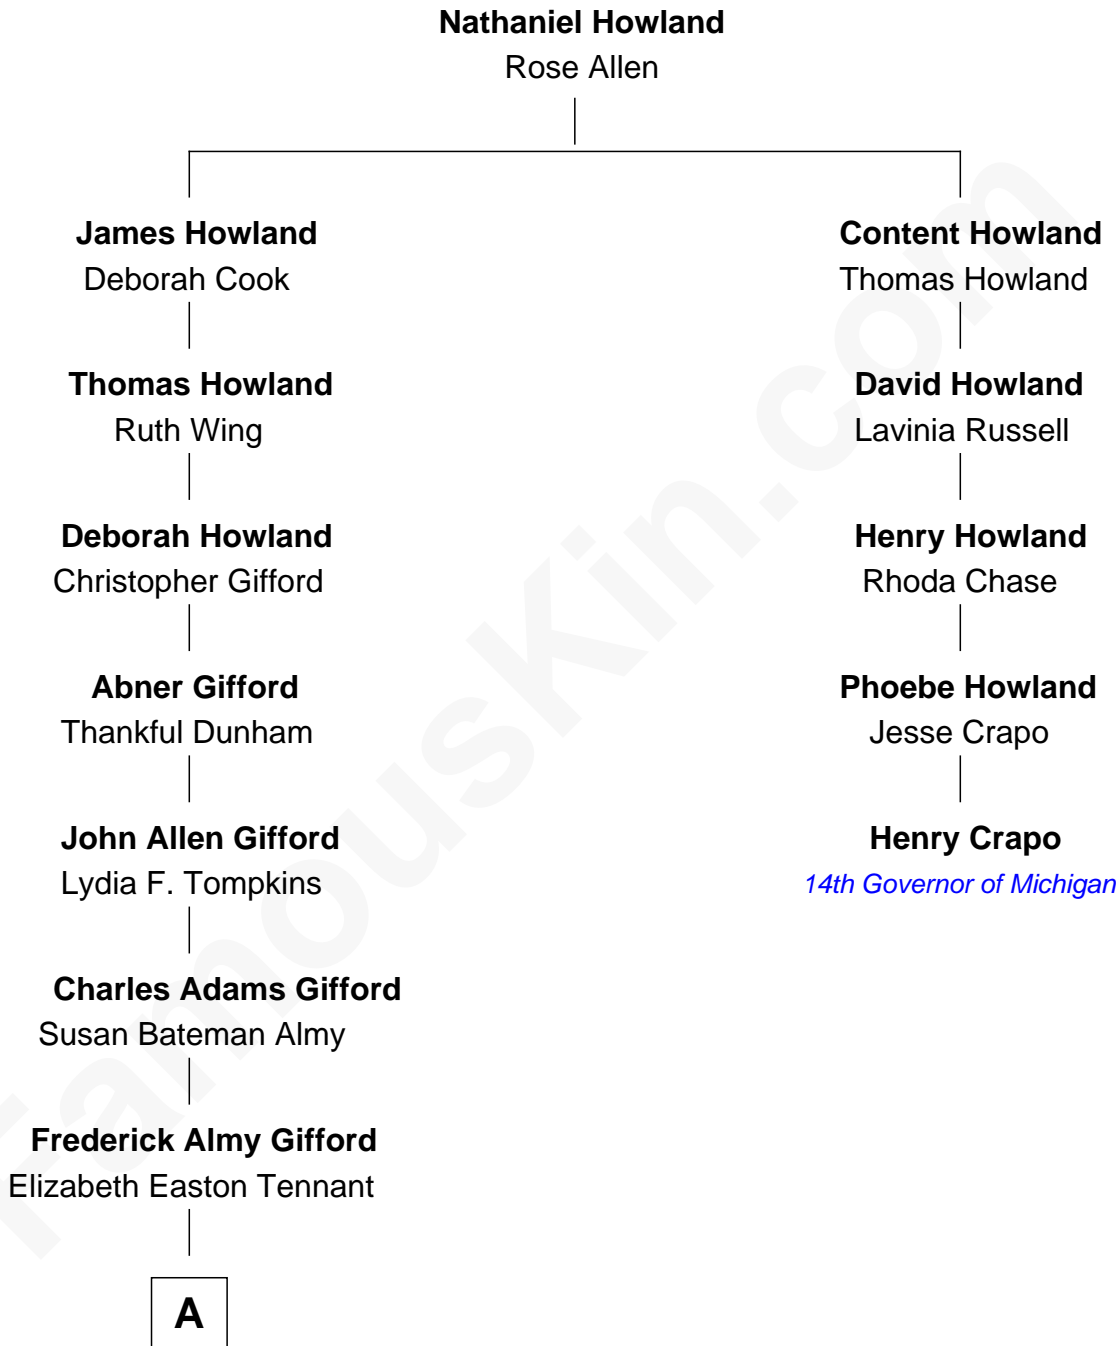 Nathaniel Howland
Rose Allen
James Howland
Deborah Cook
Content Howland
Thomas Howland
Thomas Howland
Ruth Wing
David Howland
Lavinia Russell
Deborah Howland
Christopher Gifford
Henry Howland
Rhoda Chase
Abner Gifford
Thankful Dunham
Phoebe Howland
Jesse Crapo
John Allen Gifford
Lydia F. Tompkins
Henry Crapo
14th Governor of Michigan
Charles Adams Gifford
Susan Bateman Almy
Frederick Almy Gifford
Elizabeth Easton Tennant
A
FamousKin.com